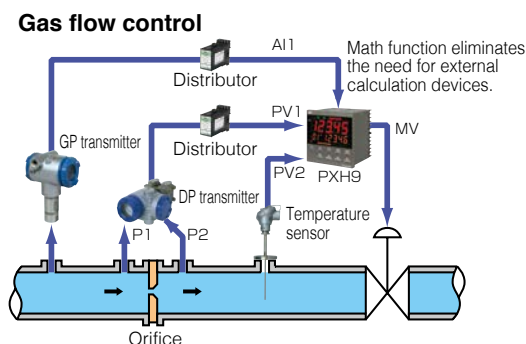 Gas flow control
AI1
Distributor
Math function eliminates
the need for external
calculation devices.
PV1
MV
GP transmitter
Distributor
PV2
PXH9
DP transmitter
Temperature
sensor
P1
P2
Orifice